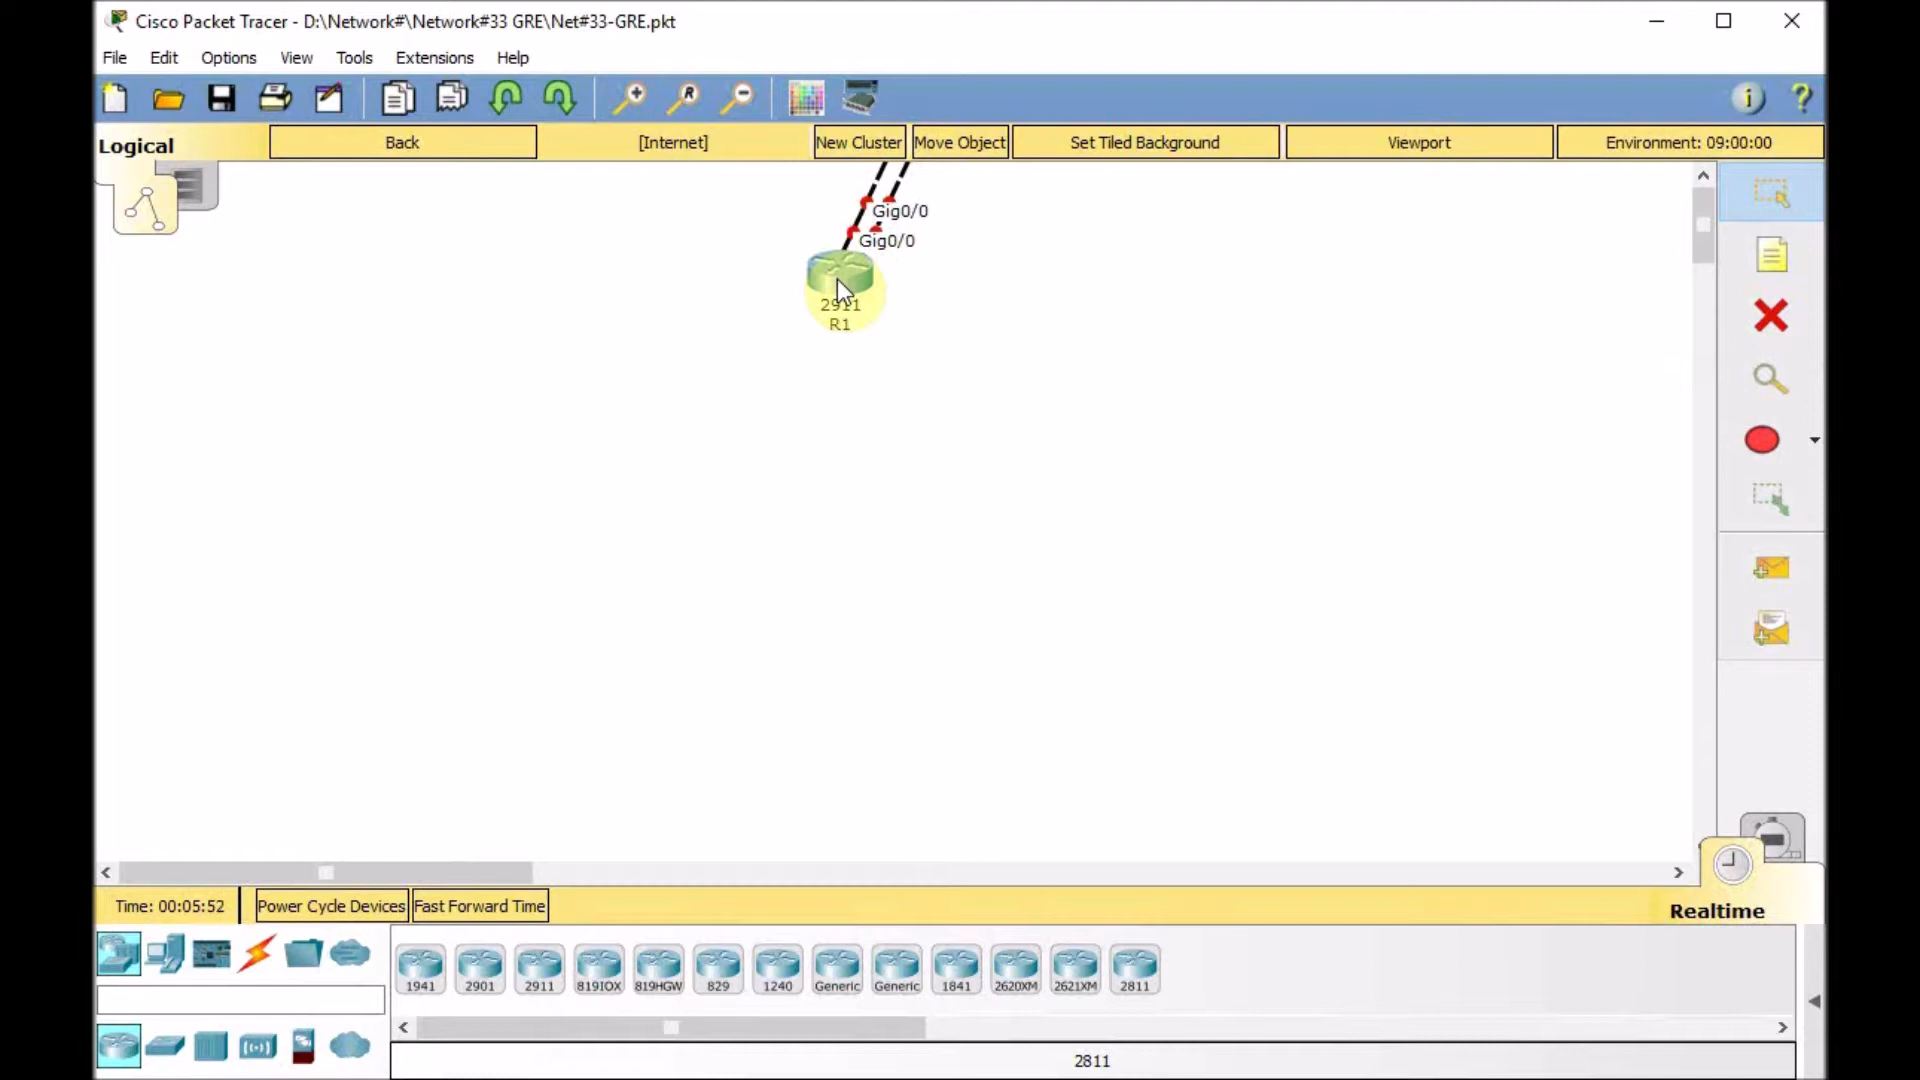 Cisco Packet Tracer - D:\Network#\Network#33 GRE\Net#33-GRE.pkt
File Edit Options View Tools Extensions Help
Logical Back [Internet] New Cluster Move Object Set Tiled Background Viewport Environment: 09:00:00
Gig0/0
Gig0/0
2911
R1
Time: 00:05:52 Power Cycle Devices Fast Forward Time Realtime
1941 2901 2911 819IOX 819HGW 829 1240 Generic Generic 1841 2620XM 2621XM 2811
2811